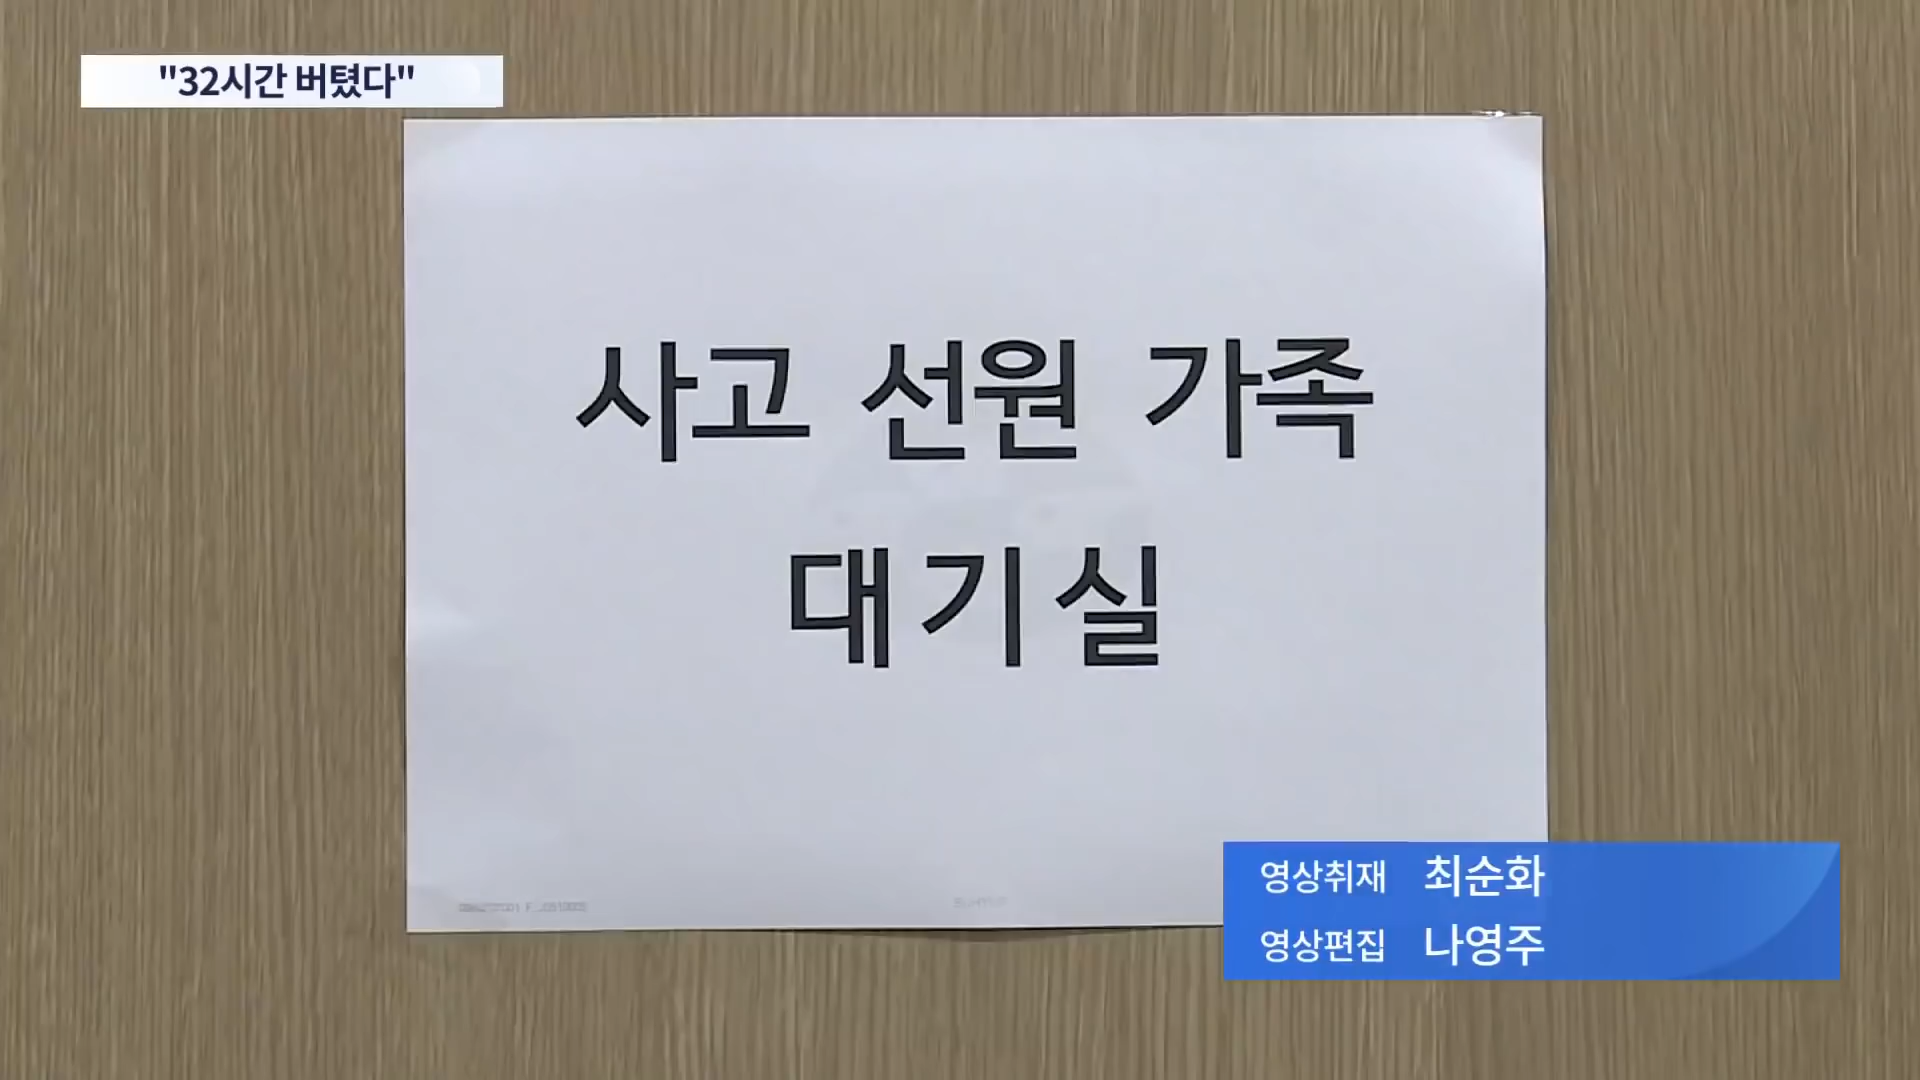 "32시간 버텼다"
사고 선원 가족
대기실
영상취재 최순화
영상편집 나영주